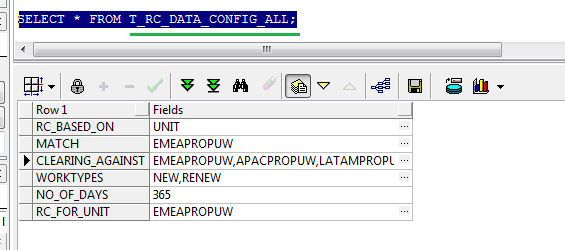 SELECT * FROM T_RC_DATA_CONFIG_ALL;
Row 1 Fields
RC_BASED_ON UNIT
MATCH EMEAPROPUW
CLEARING_AGAINST EMEAPROPUW,APACPROPUW,LATAMPROPU
WORKTYPES NEW,RENEW
NO_OF_DAYS 365
RC_FOR_UNIT EMEAPROPUW